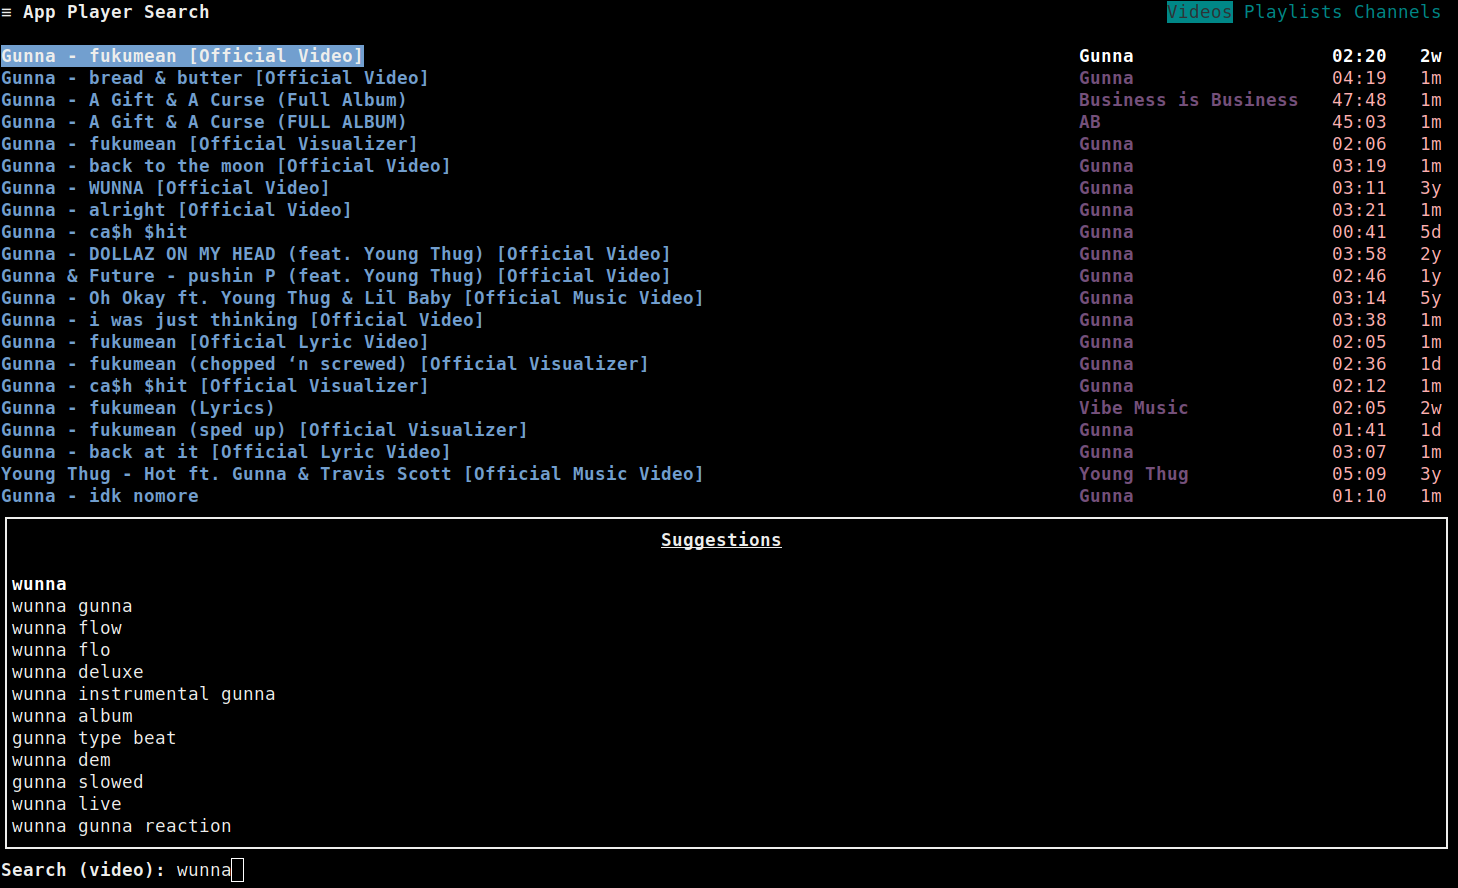 ≡ App Player Search Videos Playlists Channels
Gunna - fukumean [Official Video] Gunna 02:20 2w
Gunna - bread & butter [Official Video] Gunna 04:19 1m
Gunna - A Gift & A Curse (Full Album) Business is Business 47:48 1m
Gunna - A Gift & A Curse (FULL ALBUM) AB 45:03 1m
Gunna - fukumean [Official Visualizer] Gunna 02:06 1m
Gunna - back to the moon [Official Video] Gunna 03:19 1m
Gunna - WUNNA [Official Video] Gunna 03:11 3y
Gunna - alright [Official Video] Gunna 03:21 1m
Gunna - ca$h $hit Gunna 00:41 5d
Gunna - DOLLAZ ON MY HEAD (feat. Young Thug) [Official Video] Gunna 03:58 2y
Gunna & Future - pushin P (feat. Young Thug) [Official Video] Gunna 02:46 1y
Gunna - Oh Okay ft. Young Thug & Lil Baby [Official Music Video] Gunna 03:14 5y
Gunna - i was just thinking [Official Video] Gunna 03:38 1m
Gunna - fukumean [Official Lyric Video] Gunna 02:05 1m
Gunna - fukumean (chopped ‘n screwed) [Official Visualizer] Gunna 02:36 1d
Gunna - ca$h $hit [Official Visualizer] Gunna 02:12 1m
Gunna - fukumean (Lyrics) Vibe Music 02:05 2w
Gunna - fukumean (sped up) [Official Visualizer] Gunna 01:41 1d
Gunna - back at it [Official Lyric Video] Gunna 03:07 1m
Young Thug - Hot ft. Gunna & Travis Scott [Official Music Video] Young Thug 05:09 3y
Gunna - idk nomore Gunna 01:10 1m
Suggestions
wunna
wunna gunna
wunna flow
wunna flo
wunna deluxe
wunna instrumental gunna
wunna album
gunna type beat
wunna dem
gunna slowed
wunna live
wunna gunna reaction
Search (video): wunna